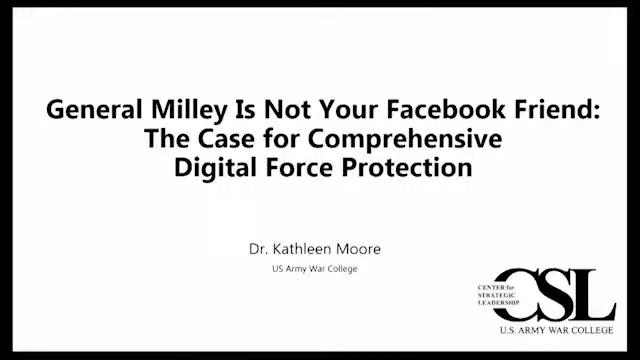 General Milley Is Not Your Facebook Friend:
The Case for Comprehensive
Digital Force Protection
Dr. Kathleen Moore
US Army War College
CENTER for
STRATEGIC
LEADERSHIP
CSL
U.S. ARMY WAR COLLEGE